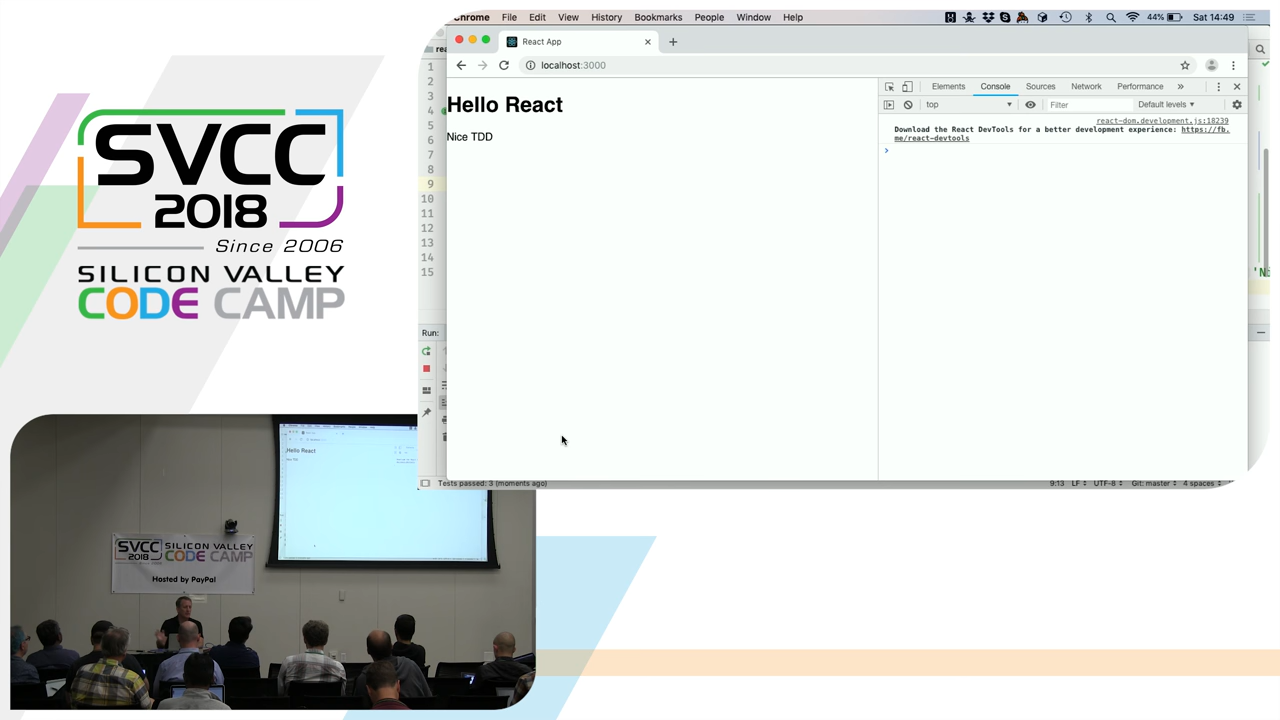 SVCC
2018
Since 2006
SILICON VALLEY
CODE CAMP
Chrome File Edit View History Bookmarks People Window Help
44% Sat 14:49
React App
localhost:3000
Elements Console Sources Network Performance
top Filter Default levels
react-dom.development.js:18239
Download the React DevTools for a better development experience: https://fb.
me/react-devtools
Hello React
Nice TDD
1
2
3
4
5
6
7
8
9
10
11
12
13
14
15
Run:
Tests passed: 3 (moments ago)
9:13 LF UTF-8 Git: master 4 spaces
Hello React
Nice TDD
SVCC
2018
SILICON VALLEY
CODE CAMP
Hosted by PayPal